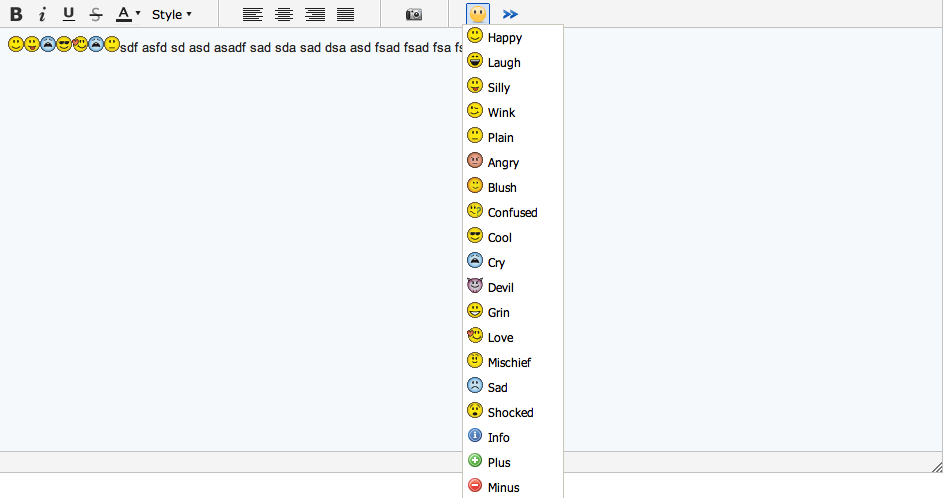 B i U S A Style
sdf asfd sd asd asadf sad sda sad dsa asd fsad fsad fsa
Happy
Laugh
Silly
Wink
Plain
Angry
Blush
Confused
Cool
Cry
Devil
Grin
Love
Mischief
Sad
Shocked
Info
Plus
Minus